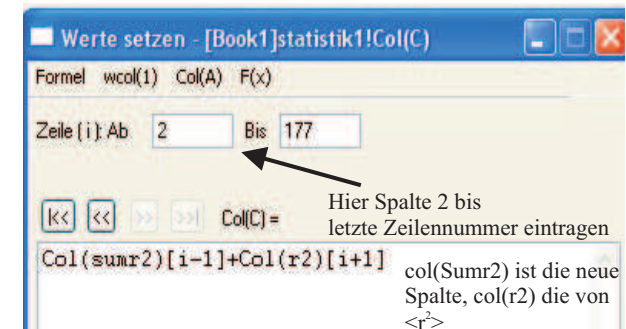 Werte setzen - [Book1]statistik1!Col(C)
Formel wcol(1) Col(A) F(x)
Zeile (i): Ab 2 Bis 177
Hier Spalte 2 bis
letzte Zeilennummer eintragen
|<< << >> >>| Col(C) =
Col(sumr2)[i-1]+Col(r2)[i+1]
col(Sumr2) ist die neue
Spalte, col(r2) die von
<r²>